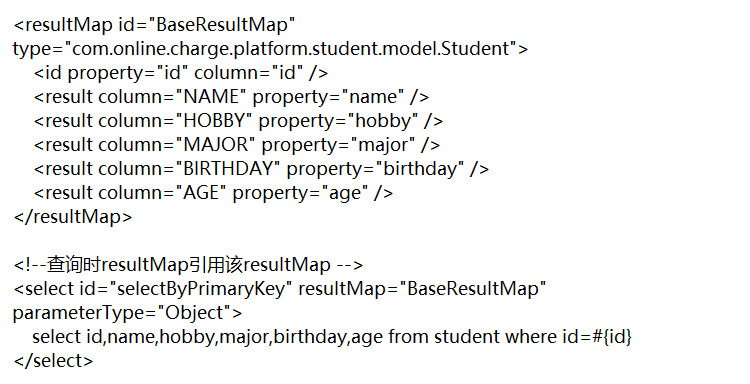 <resultMap id="BaseResultMap"
type="com.online.charge.platform.student.model.Student">
<id property="id" column="id" />
<result column="NAME" property="name" />
<result column="HOBBY" property="hobby" />
<result column="MAJOR" property="major" />
<result column="BIRTHDAY" property="birthday" />
<result column="AGE" property="age" />
</resultMap>
<!--查询时resultMap引用该resultMap -->
<select id="selectByPrimaryKey" resultMap="BaseResultMap"
parameterType="Object">
select id,name,hobby,major,birthday,age from student where id=#{id}
</select>